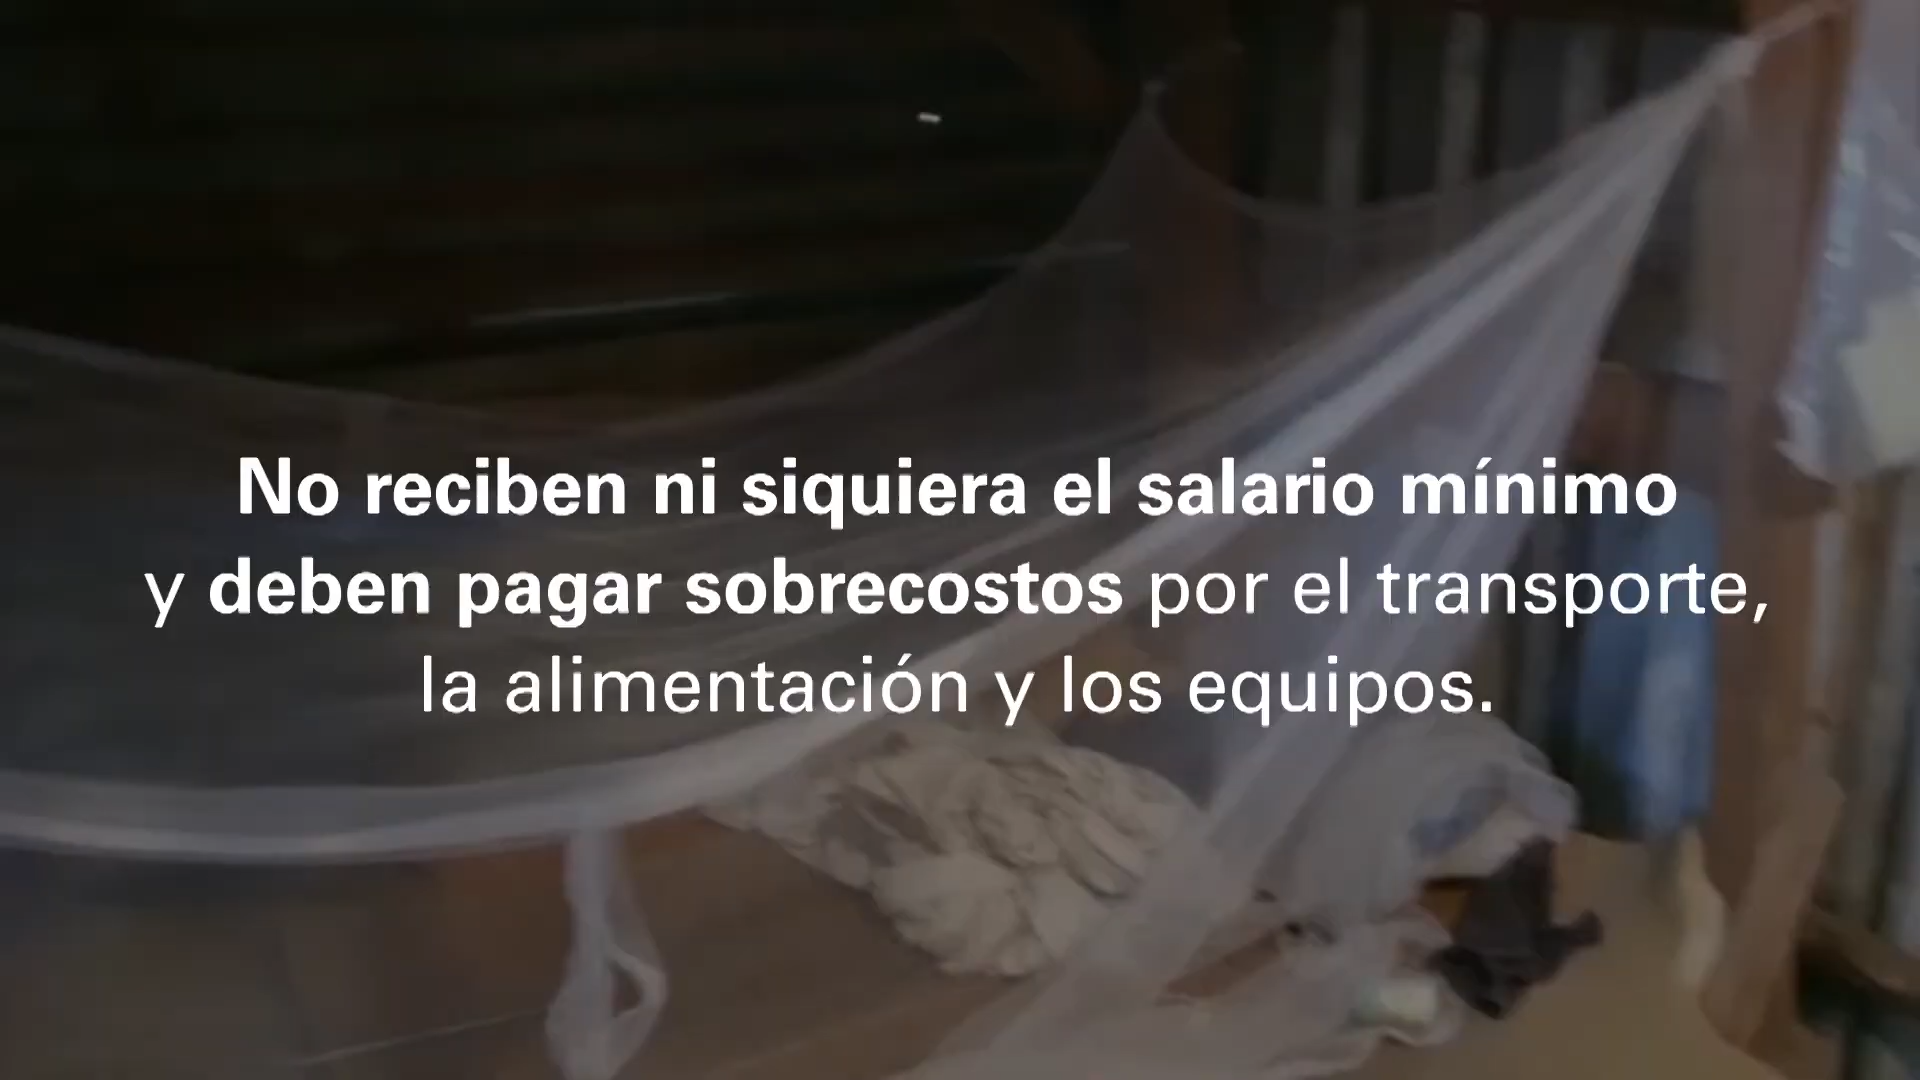 No reciben ni siquiera el salario mínimo
y deben pagar sobrecostos por el transporte,
la alimentación y los equipos.